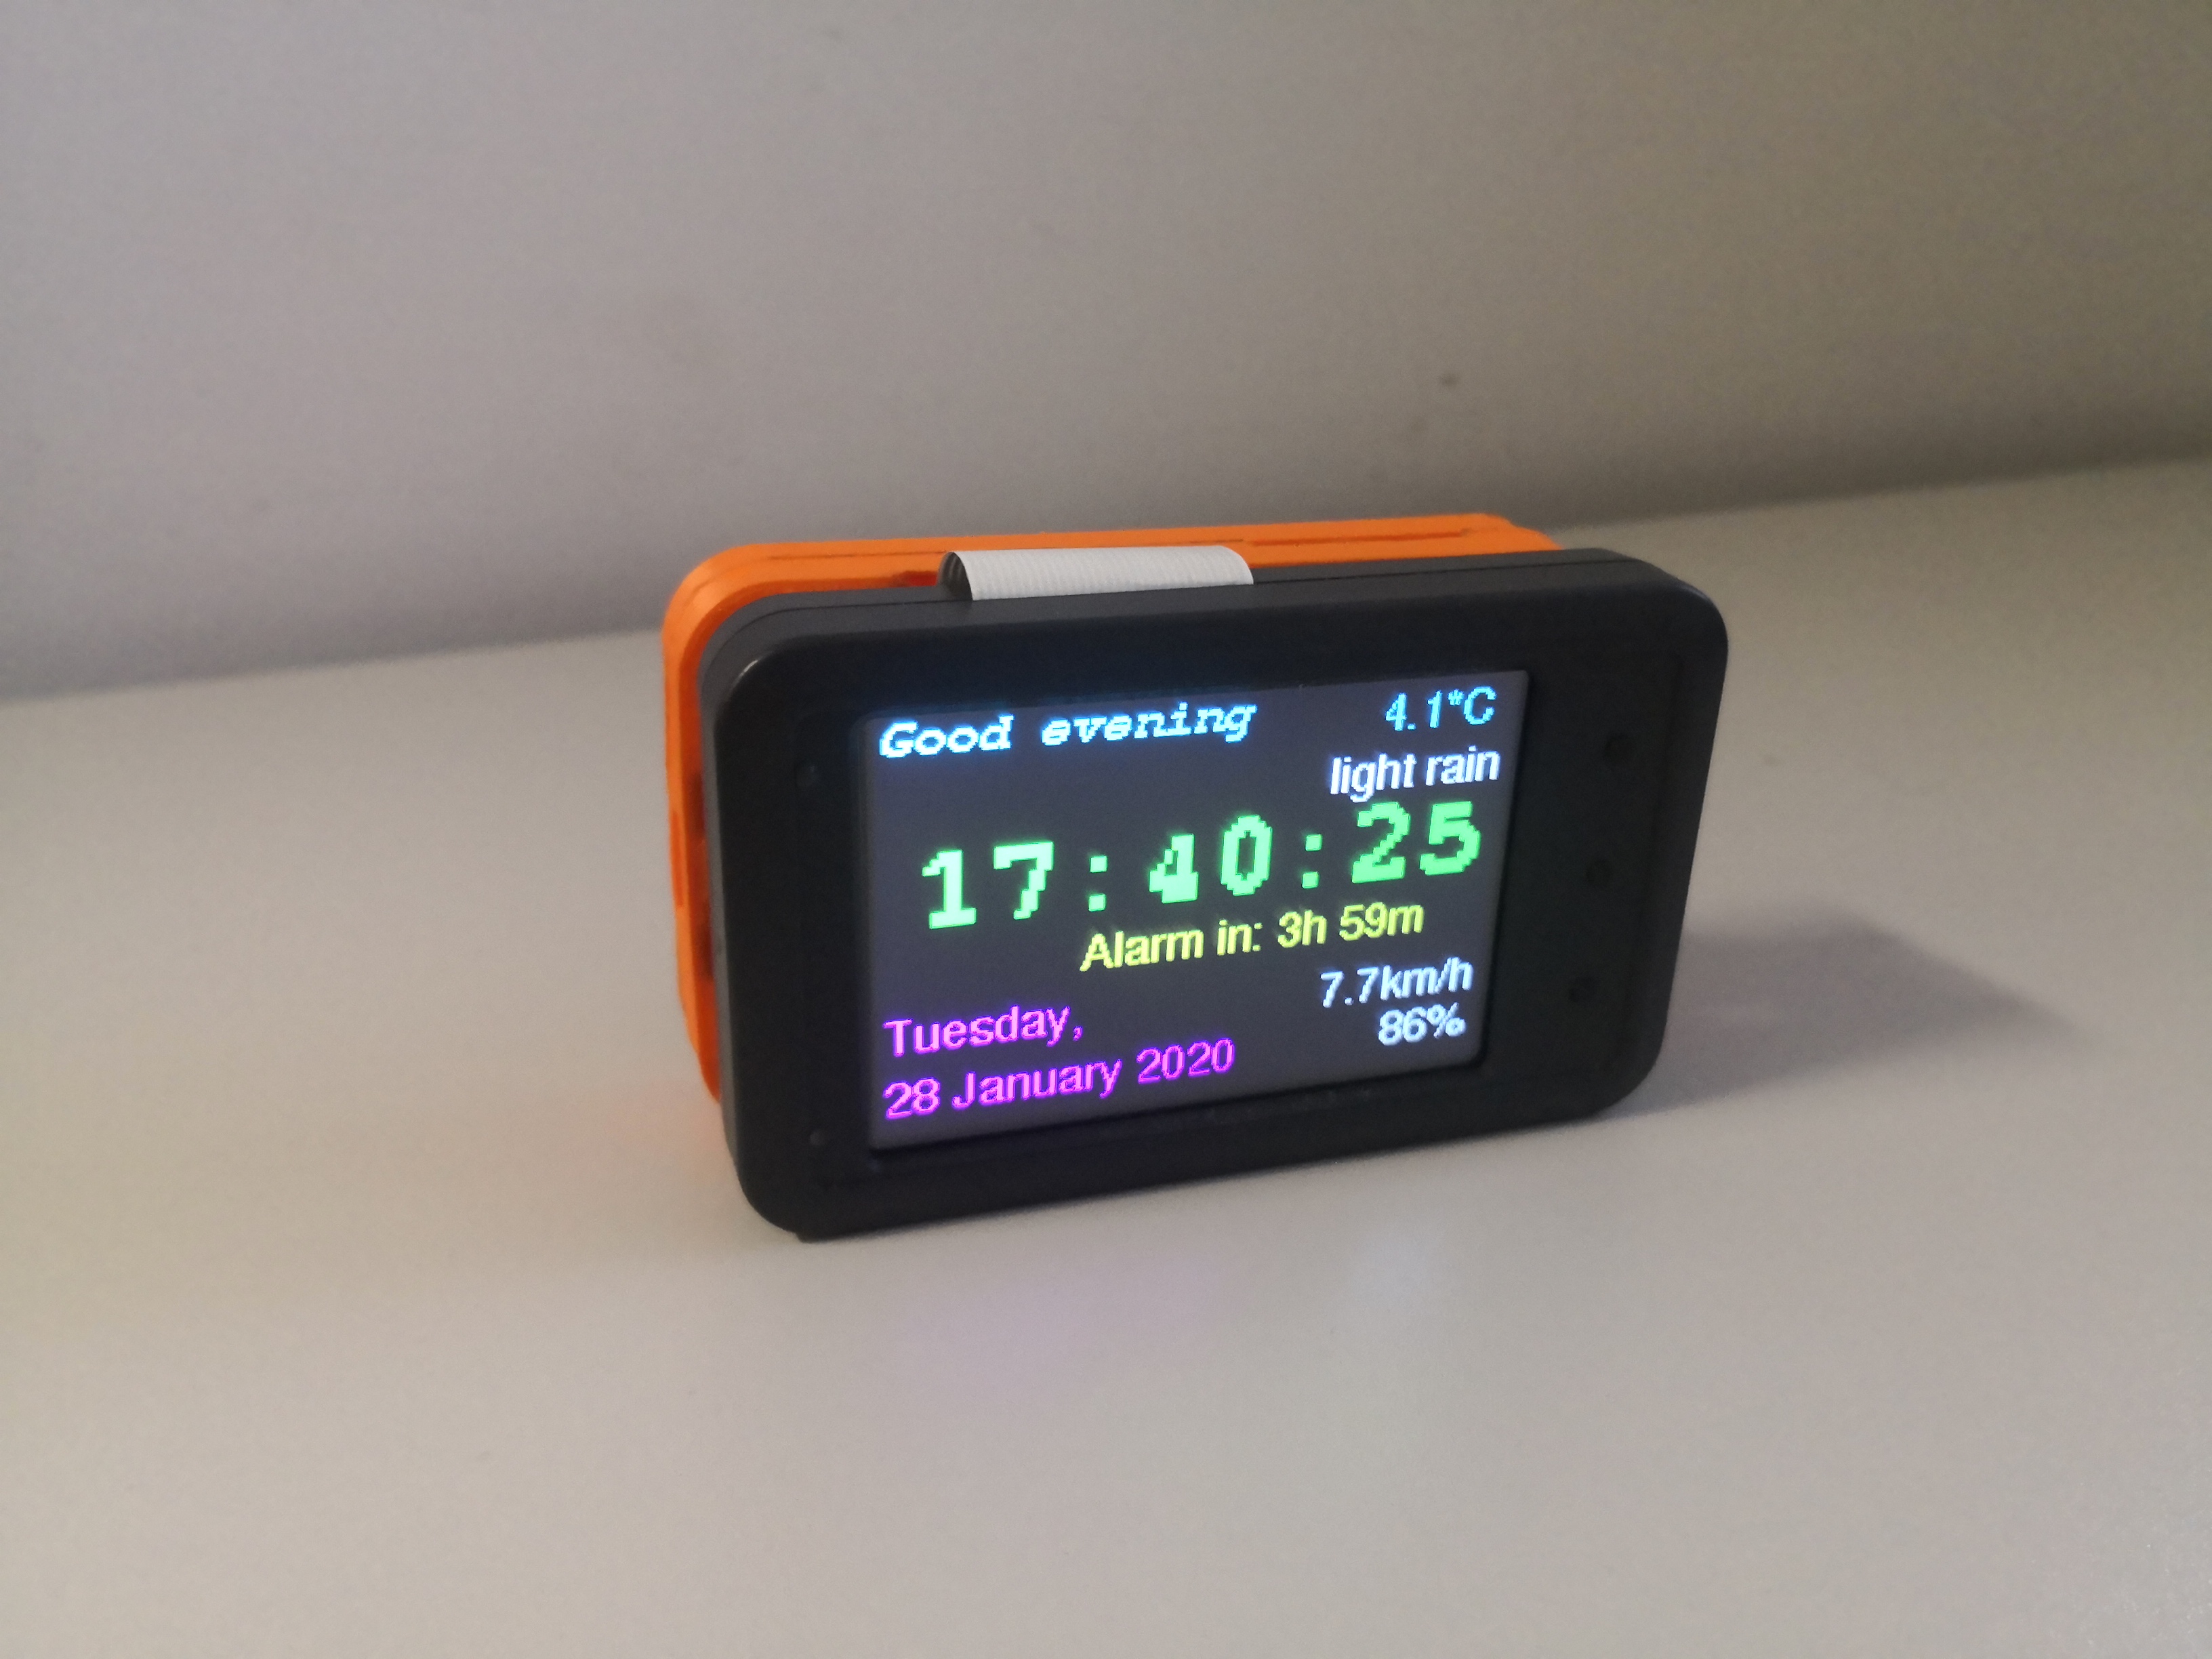 Good evening
4.1*C
light rain
17:40:25
Alarm in: 3h 59m
7.7km/h
86%
Tuesday,
28 January 2020